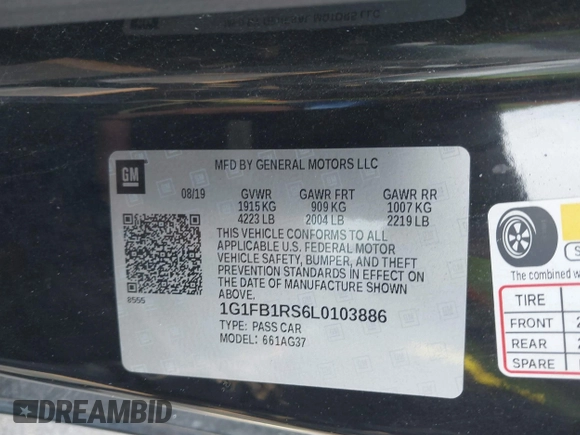 MFD BY GENERAL MOTORS LLC
GM
08/19 GVWR GAWR FRT GAWR RR
1915 KG 909 KG 1007 KG
4223 LB 2004 LB 2219 LB
THIS VEHICLE CONFORMS TO ALL
APPLICABLE U.S. FEDERAL MOTOR
VEHICLE SAFETY, BUMPER, AND THEFT
PREVENTION STANDARDS IN EFFECT ON
THE DATE OF MANUFACTURE SHOWN
ABOVE.
8555
1G1FB1RS6L0103886
TYPE: PASS CAR
MODEL: 661AG37
The combined w
TIRE
FRONT 2
REAR 2
SPARE
DREAMBID